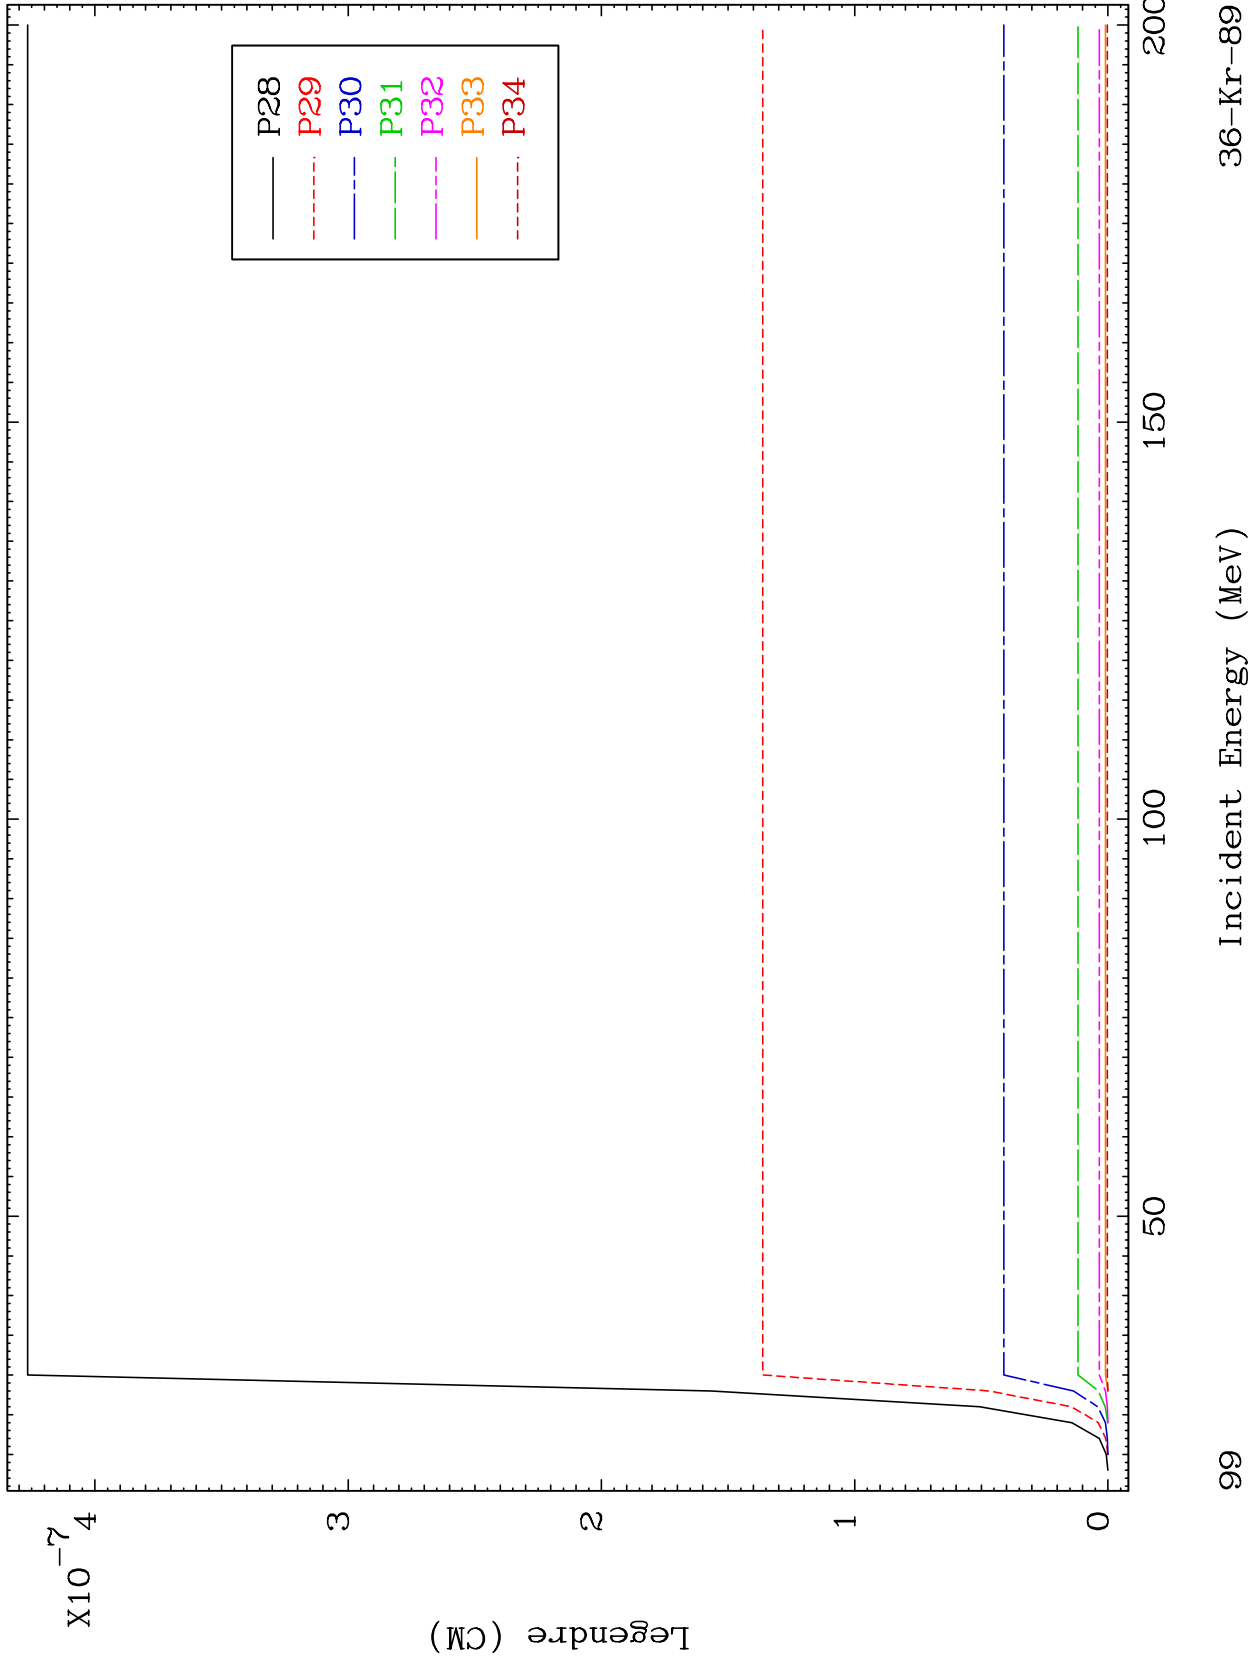 X10-7
4
3
2
1
0
Legendre (CM)
P28
P29
P30
P31
P32
P33
P34
50
100
150
200
Incident Energy (MeV)
99
36-Kr-89